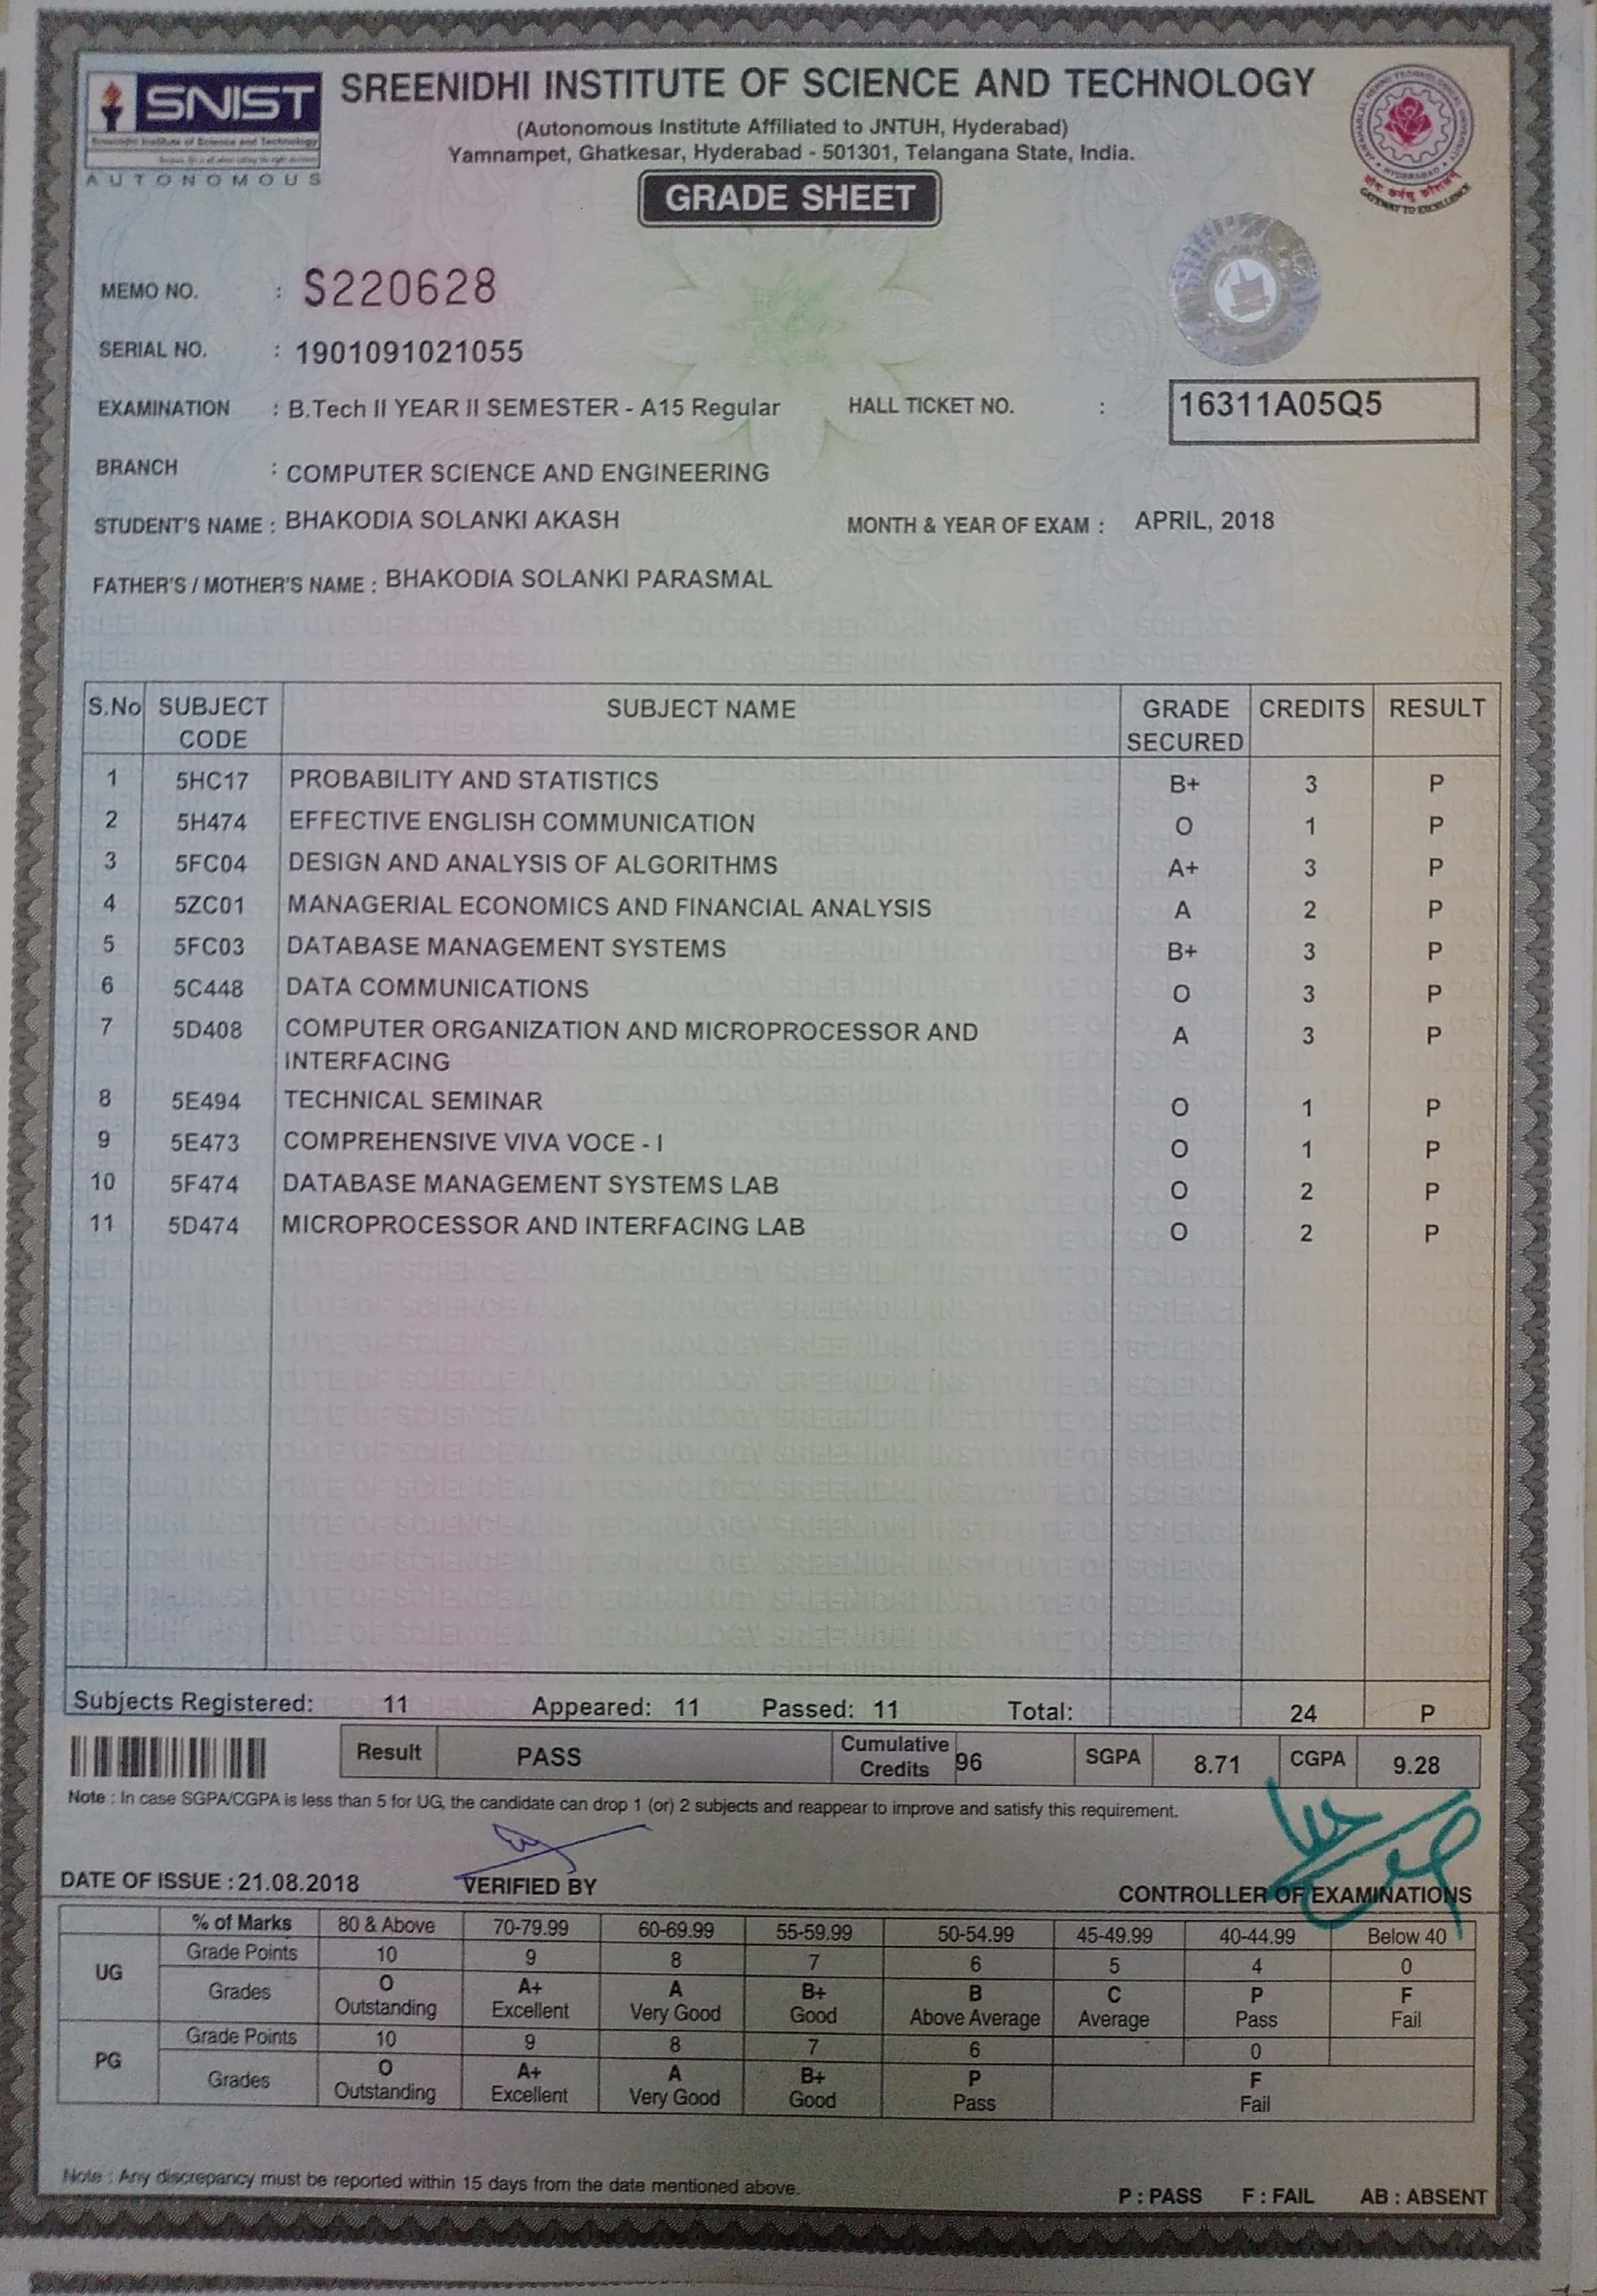 SNIST
Sreenidhi Institute of Science and Technology
AUTONOMOUS
SREENIDHI INSTITUTE OF SCIENCE AND TECHNOLOGY
(Autonomous Institute Affiliated to JNTUH, Hyderabad)
Yamnampet, Ghatkesar, Hyderabad - 501301, Telangana State, India.
GRADE SHEET
GATEWAY TO EXCELLENCE
MEMO NO. : S220628
SERIAL NO. : 1901091021055
EXAMINATION : B.Tech II YEAR II SEMESTER - A15 Regular HALL TICKET NO. : 16311A05Q5
BRANCH : COMPUTER SCIENCE AND ENGINEERING
STUDENT'S NAME : BHAKODIA SOLANKI AKASH MONTH & YEAR OF EXAM : APRIL, 2018
FATHER'S / MOTHER'S NAME : BHAKODIA SOLANKI PARASMAL
S.No SUBJECT CODE SUBJECT NAME GRADE SECURED CREDITS RESULT
1 5HC17 PROBABILITY AND STATISTICS B+ 3 P
2 5H474 EFFECTIVE ENGLISH COMMUNICATION O 1 P
3 5FC04 DESIGN AND ANALYSIS OF ALGORITHMS A+ 3 P
4 5ZC01 MANAGERIAL ECONOMICS AND FINANCIAL ANALYSIS A 2 P
5 5FC03 DATABASE MANAGEMENT SYSTEMS B+ 3 P
6 5C448 DATA COMMUNICATIONS O 3 P
7 5D408 COMPUTER ORGANIZATION AND MICROPROCESSOR AND A 3 P
INTERFACING
8 5E494 TECHNICAL SEMINAR O 1 P
9 5E473 COMPREHENSIVE VIVA VOCE - I O 1 P
10 5F474 DATABASE MANAGEMENT SYSTEMS LAB O 2 P
11 5D474 MICROPROCESSOR AND INTERFACING LAB O 2 P
Subjects Registered: 11 Appeared: 11 Passed: 11 Total: 24 P
Result PASS Cumulative Credits 96 SGPA 8.71 CGPA 9.28
Note : In case SGPA/CGPA is less than 5 for UG, the candidate can drop 1 (or) 2 subjects and reappear to improve and satisfy this requirement.
DATE OF ISSUE : 21.08.2018 VERIFIED BY CONTROLLER OF EXAMINATIONS
% of Marks 80 & Above 70-79.99 60-69.99 55-59.99 50-54.99 45-49.99 40-44.99 Below 40
UG Grade Points 10 9 8 7 6 5 4 0
Grades O A+ A B+ B C P F
Outstanding Excellent Very Good Good Above Average Average Pass Fail
PG Grade Points 10 9 8 7 6 0
Grades O A+ A B+ P F
Outstanding Excellent Very Good Good Pass Fail
Note : Any discrepancy must be reported within 15 days from the date mentioned above.
P : PASS F : FAIL AB : ABSENT